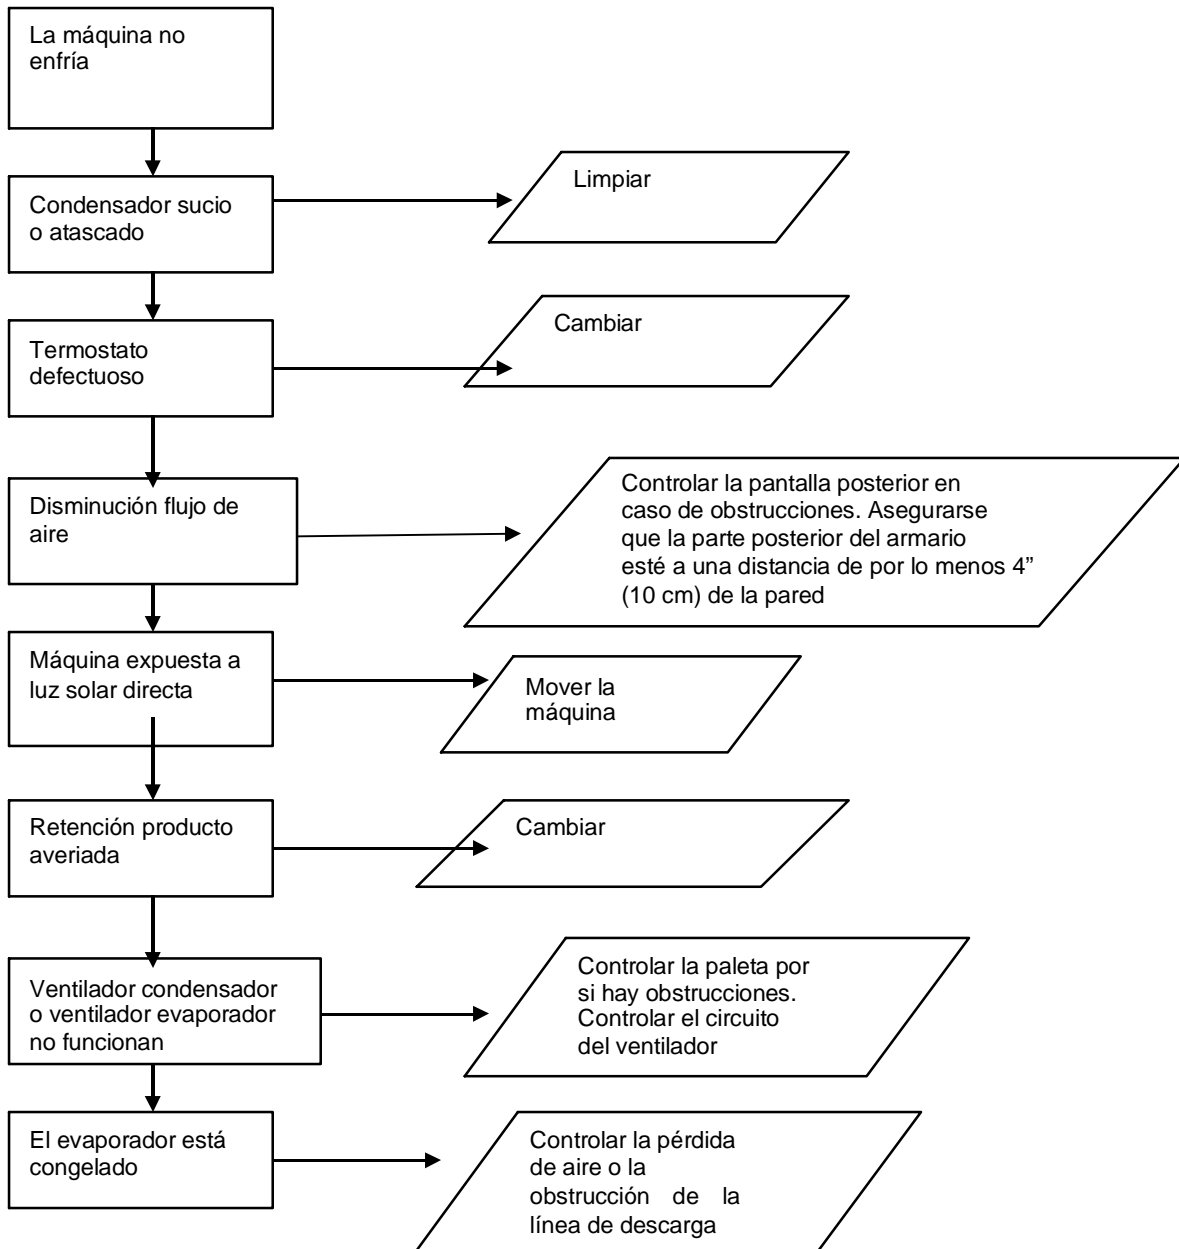 La máquina no
enfría
Condensador sucio
o atascado
Limpiar
Termostato
defectuoso
Cambiar
Disminución flujo de
aire
Controlar la pantalla posterior en
caso de obstrucciones. Asegurarse
que la parte posterior del armario
esté a una distancia de por lo menos 4”
(10 cm) de la pared
Máquina expuesta a
luz solar directa
Mover la
máquina
Retención producto
averiada
Cambiar
Ventilador condensador
o ventilador evaporador
no funcionan
Controlar la paleta por
si hay obstrucciones.
Controlar el circuito
del ventilador
El evaporador está
congelado
Controlar la pérdida
de aire o la
obstrucción de la
línea de descarga